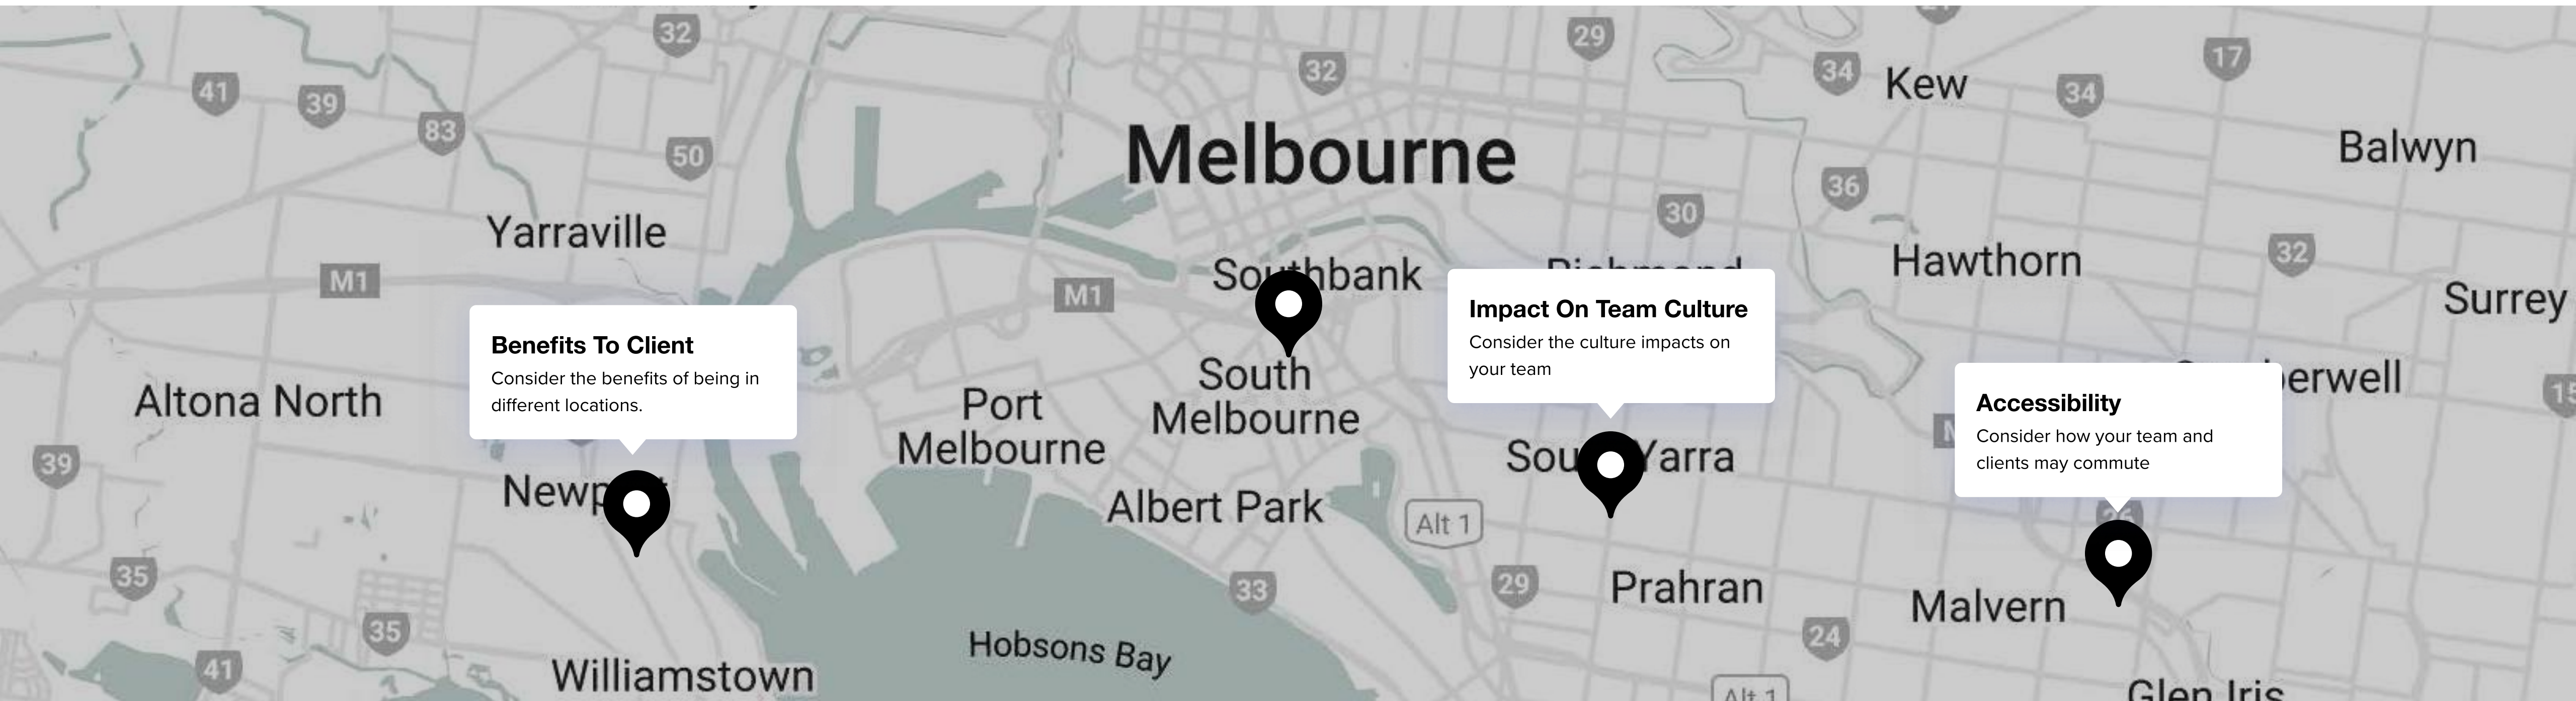 32
29
32
34
Kew
34
17
41
39
83
50
Melbourne
Balwyn
36
30
Yarraville
Southbank
Hawthorn
32
M1
M1
Surrey
Benefits To Client
Consider the benefits of being in
different locations.
Impact On Team Culture
Consider the culture impacts on
your team
Accessibility
Consider how your team and
clients may commute
Altona North
Port
Melbourne
South
Melbourne
39
Albert Park
Alt 1
Yarra
35
33
29
Prahran
Malvern
35
24
41
Williamstown
Hobsons Bay
Alt 1
Glen Iris